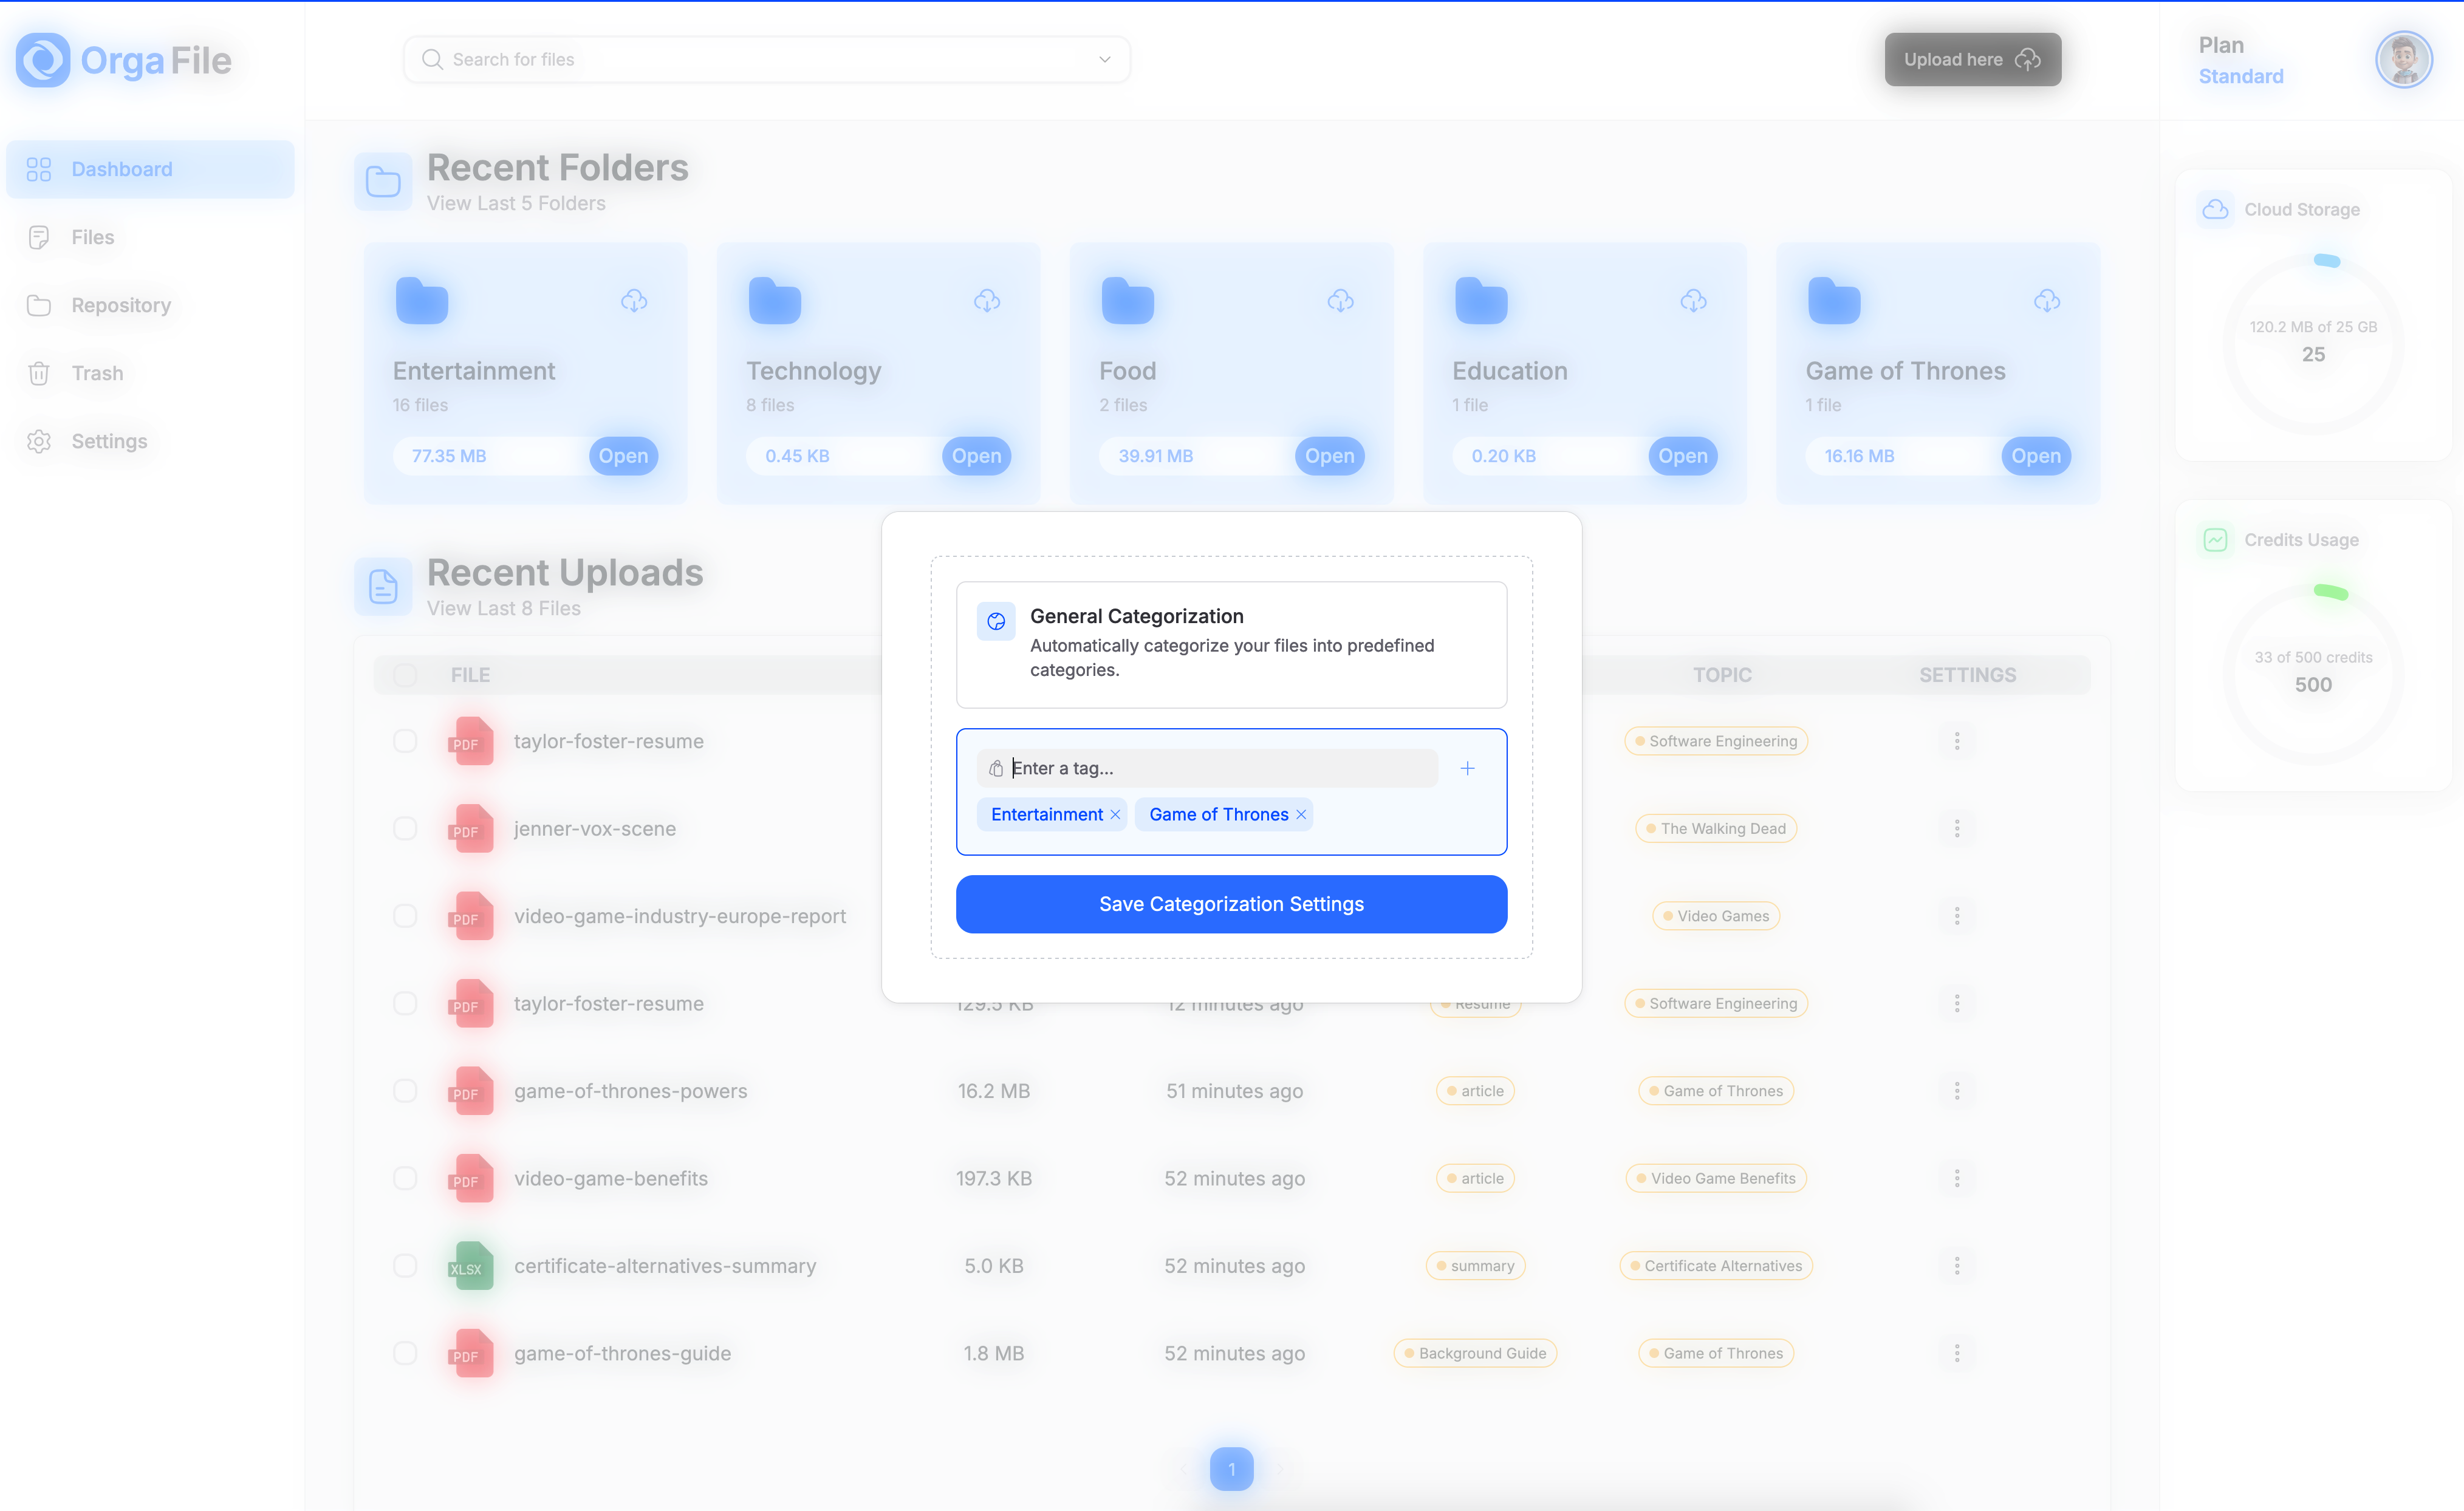 OrgaFile
Search for files
Upload here
Plan
Standard
Dashboard
Files
Repository
Trash
Settings
Recent Folders
View Last 5 Folders
Entertainment
16 files
77.35 MB
Open
Technology
8 files
0.45 KB
Open
Food
2 files
39.91 MB
Open
Education
1 file
0.20 KB
Open
Game of Thrones
1 file
16.16 MB
Open
Cloud Storage
120.2 MB of 25 GB
25
Credits Usage
33 of 500 credits
500
Recent Uploads
View Last 8 Files
General Categorization
Automatically categorize your files into predefined
categories.
Enter a tag...
Entertainment
Game of Thrones
Save Categorization Settings
FILE TOPIC SETTINGS
PDF taylor-foster-resume Software Engineering
PDF jenner-vox-scene The Walking Dead
PDF video-game-industry-europe-report Video Games
PDF taylor-foster-resume 129.5 KB 12 minutes ago Resume Software Engineering
PDF game-of-thrones-powers 16.2 MB 51 minutes ago article Game of Thrones
PDF video-game-benefits 197.3 KB 52 minutes ago article Video Game Benefits
XLSX certificate-alternatives-summary 5.0 KB 52 minutes ago summary Certificate Alternatives
PDF game-of-thrones-guide 1.8 MB 52 minutes ago Background Guide Game of Thrones
1